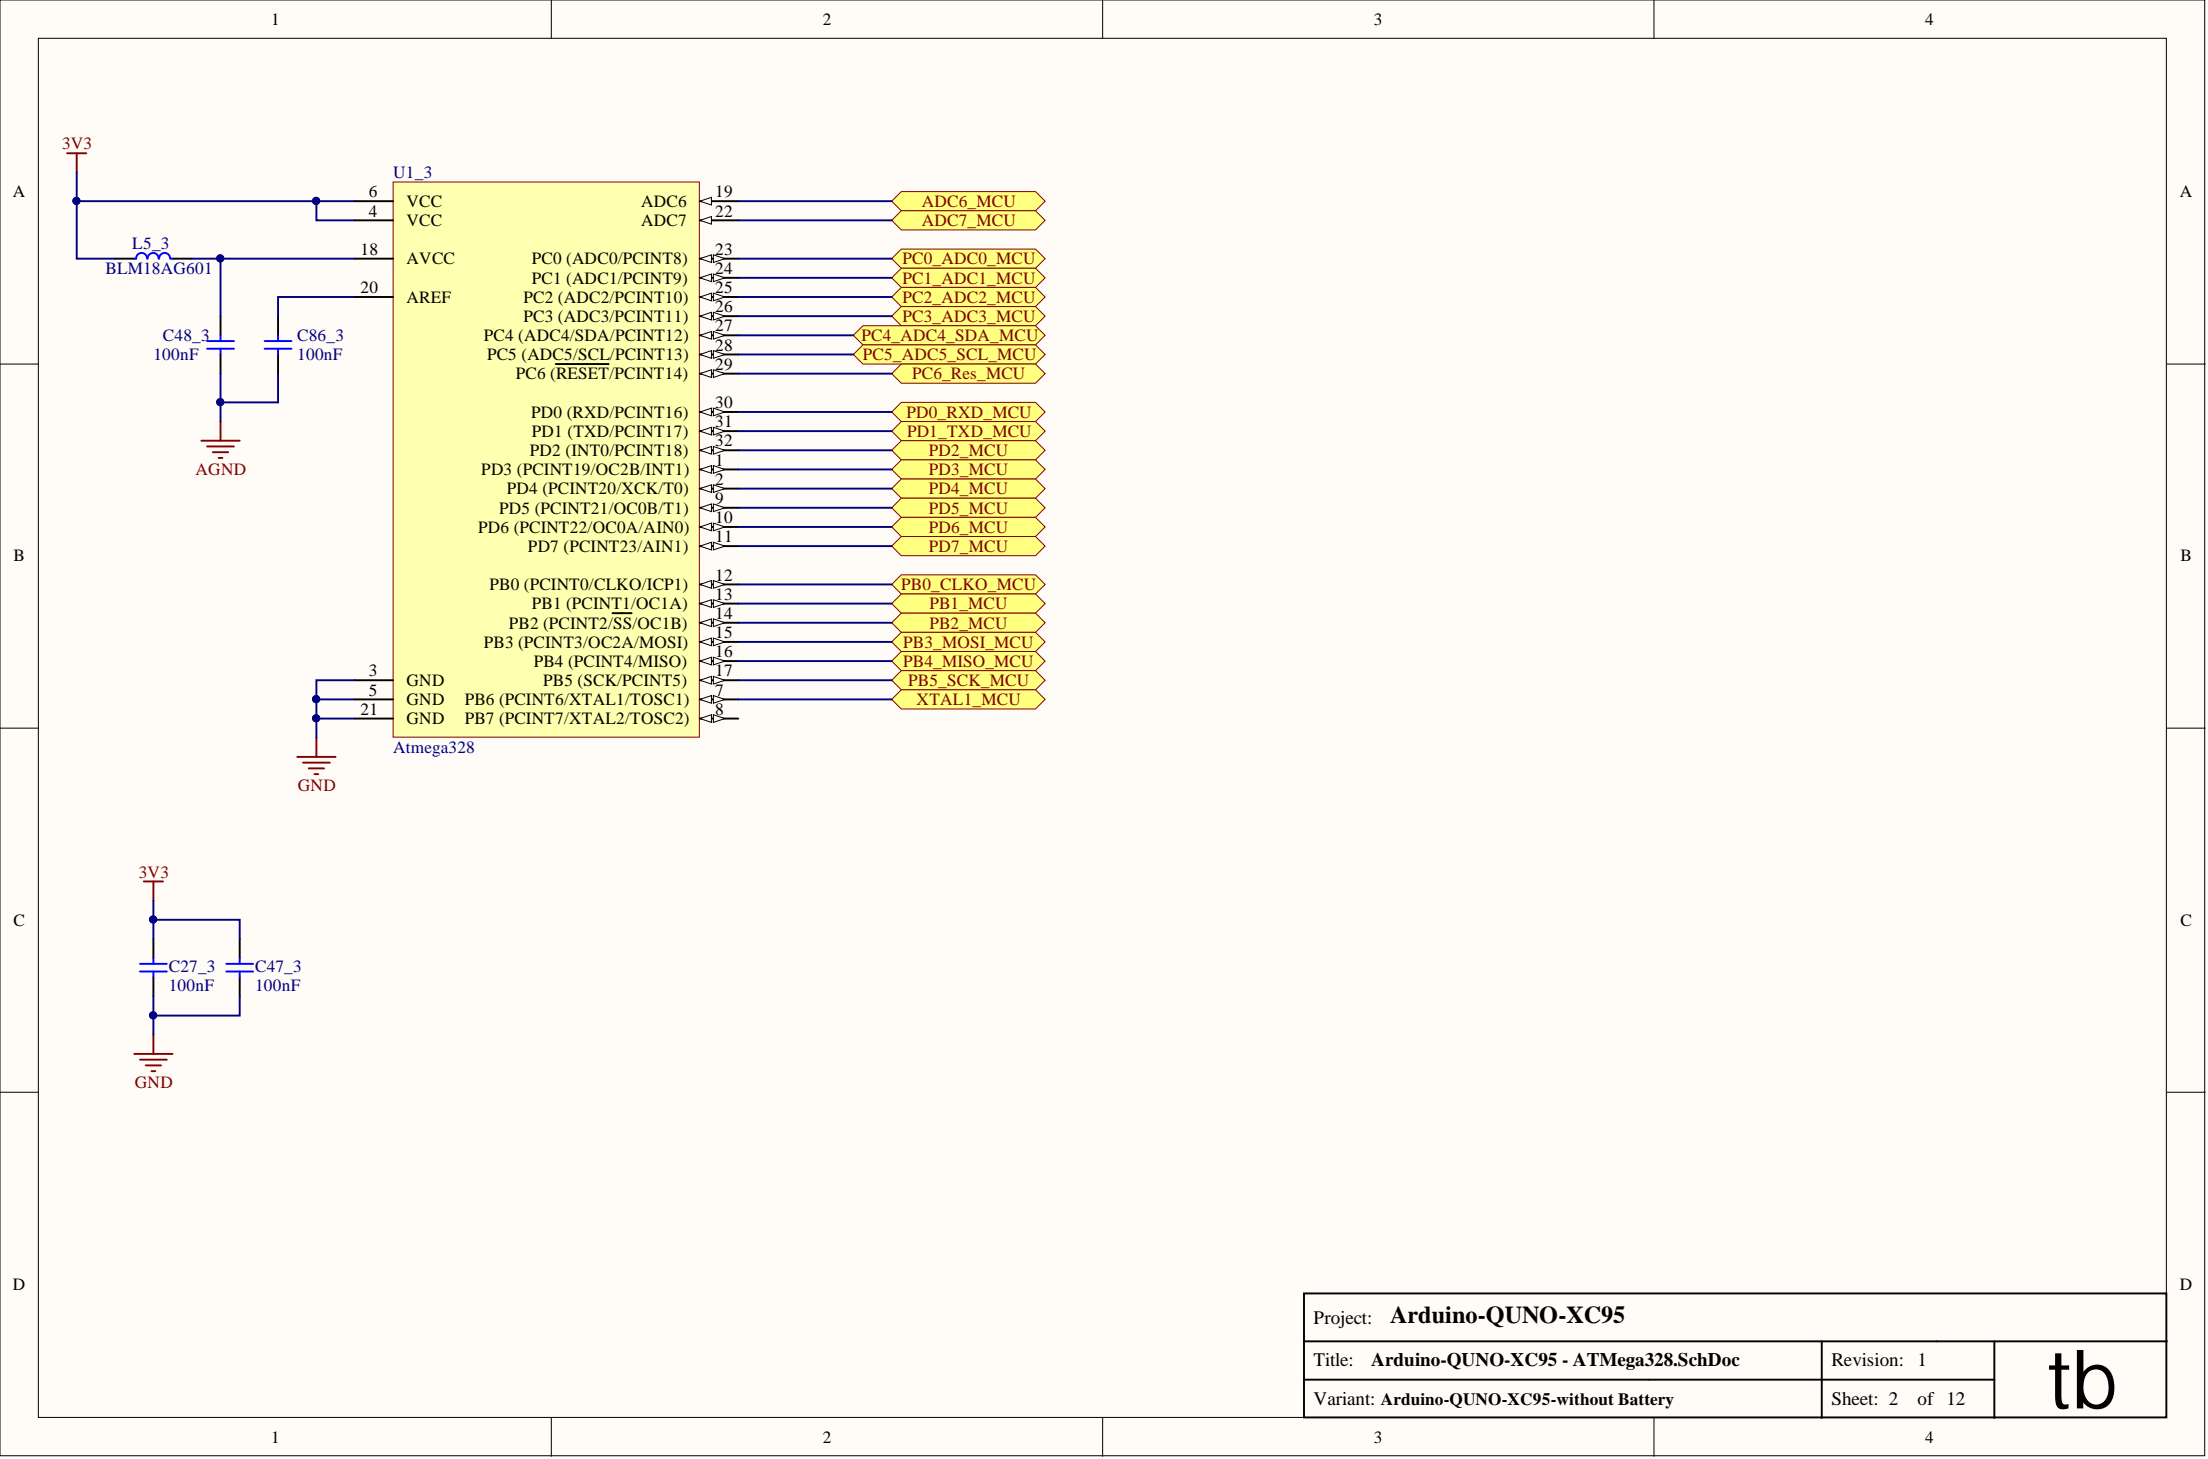 1 2 3 4
A A
B B
C C
D D
1 2 3 4
3V3
L5_3
BLM18AG601
C48_3
100nF
C86_3
100nF
AGND
U1_3
6 VCC
4 VCC
18 AVCC
20 AREF
3 GND
5 GND
21 GND
GND
Atmega328
ADC6 19 ADC6_MCU
ADC7 22 ADC7_MCU
PC0 (ADC0/PCINT8) 23 PC0_ADC0_MCU
PC1 (ADC1/PCINT9) 24 PC1_ADC1_MCU
PC2 (ADC2/PCINT10) 25 PC2_ADC2_MCU
PC3 (ADC3/PCINT11) 26 PC3_ADC3_MCU
PC4 (ADC4/SDA/PCINT12) 27 PC4_ADC4_SDA_MCU
PC5 (ADC5/SCL/PCINT13) 28 PC5_ADC5_SCL_MCU
PC6 (RESET/PCINT14) 29 PC6_Res_MCU
PD0 (RXD/PCINT16) 30 PD0_RXD_MCU
PD1 (TXD/PCINT17) 31 PD1_TXD_MCU
PD2 (INT0/PCINT18) 32 PD2_MCU
PD3 (PCINT19/OC2B/INT1) 1 PD3_MCU
PD4 (PCINT20/XCK/T0) 2 PD4_MCU
PD5 (PCINT21/OC0B/T1) 9 PD5_MCU
PD6 (PCINT22/OC0A/AIN0) 10 PD6_MCU
PD7 (PCINT23/AIN1) 11 PD7_MCU
PB0 (PCINT0/CLKO/ICP1) 12 PB0_CLKO_MCU
PB1 (PCINT1/OC1A) 13 PB1_MCU
PB2 (PCINT2/SS/OC1B) 14 PB2_MCU
PB3 (PCINT3/OC2A/MOSI) 15 PB3_MOSI_MCU
PB4 (PCINT4/MISO) 16 PB4_MISO_MCU
PB5 (SCK/PCINT5) 17 PB5_SCK_MCU
PB6 (PCINT6/XTAL1/TOSC1) 7 XTAL1_MCU
PB7 (PCINT7/XTAL2/TOSC2) 8
3V3
C27_3
100nF
C47_3
100nF
GND
Project: Arduino-QUNO-XC95
Title: Arduino-QUNO-XC95 - ATMega328.SchDoc
Revision: 1
Variant: Arduino-QUNO-XC95-without Battery
Sheet: 2 of 12
tb